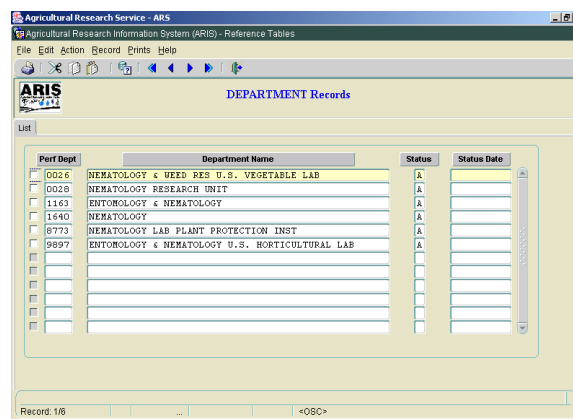 Agricultural Research Service - ARS
Agricultural Research Information System (ARIS) - Reference Tables
File Edit Action Record Prints Help
ARIS
DEPARTMENT Records
List
Perf Dept Department Name Status Status Date
0026 NEMATOLOGY & WEED RES U.S. VEGETABLE LAB A
0028 NEMATOLOGY RESEARCH UNIT A
1163 ENTOMOLOGY & NEMATOLOGY A
1640 NEMATOLOGY A
8773 NEMATOLOGY LAB PLANT PROTECTION INST A
9897 ENTOMOLOGY & NEMATOLOGY U.S. HORTICULTURAL LAB A
Record: 1/6 ... <OSC>